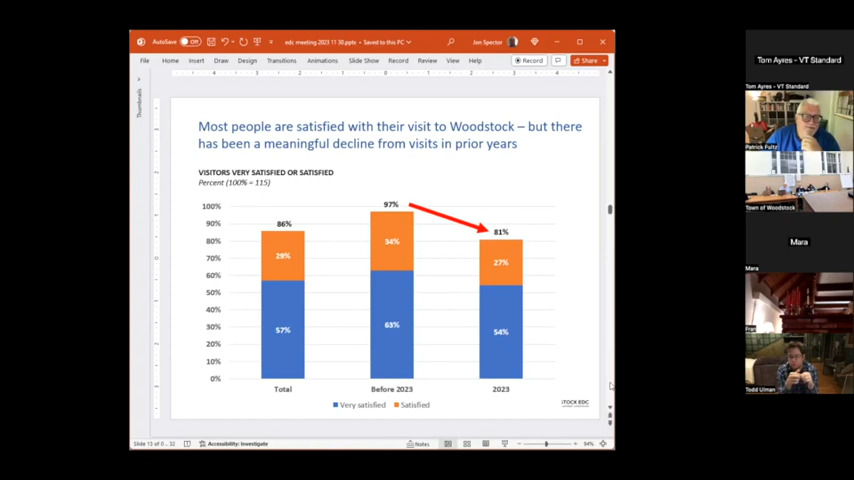 AutoSave Off
edc meeting 2023 11 30.pptx • Saved to this PC
Jon Spector
File Home Insert Draw Design Transitions Animations Slide Show Record Review View Help
Record
Share
Thumbnails
Most people are satisfied with their visit to Woodstock – but there
has been a meaningful decline from visits in prior years
VISITORS VERY SATISFIED OR SATISFIED
Percent (100% = 115)
100%
90%
80%
70%
60%
50%
40%
30%
20%
10%
0%
86%
29%
57%
97%
34%
63%
81%
27%
54%
Total Before 2023 2023
Very satisfied Satisfied
Slide 13 of 32
Accessibility: Investigate
Notes
94%
Tom Ayres - VT Standard
Tom Ayres - VT Standard
Patrick Fultz
Town of Woodstock
Mara
Mara
Fran
Todd Ulman